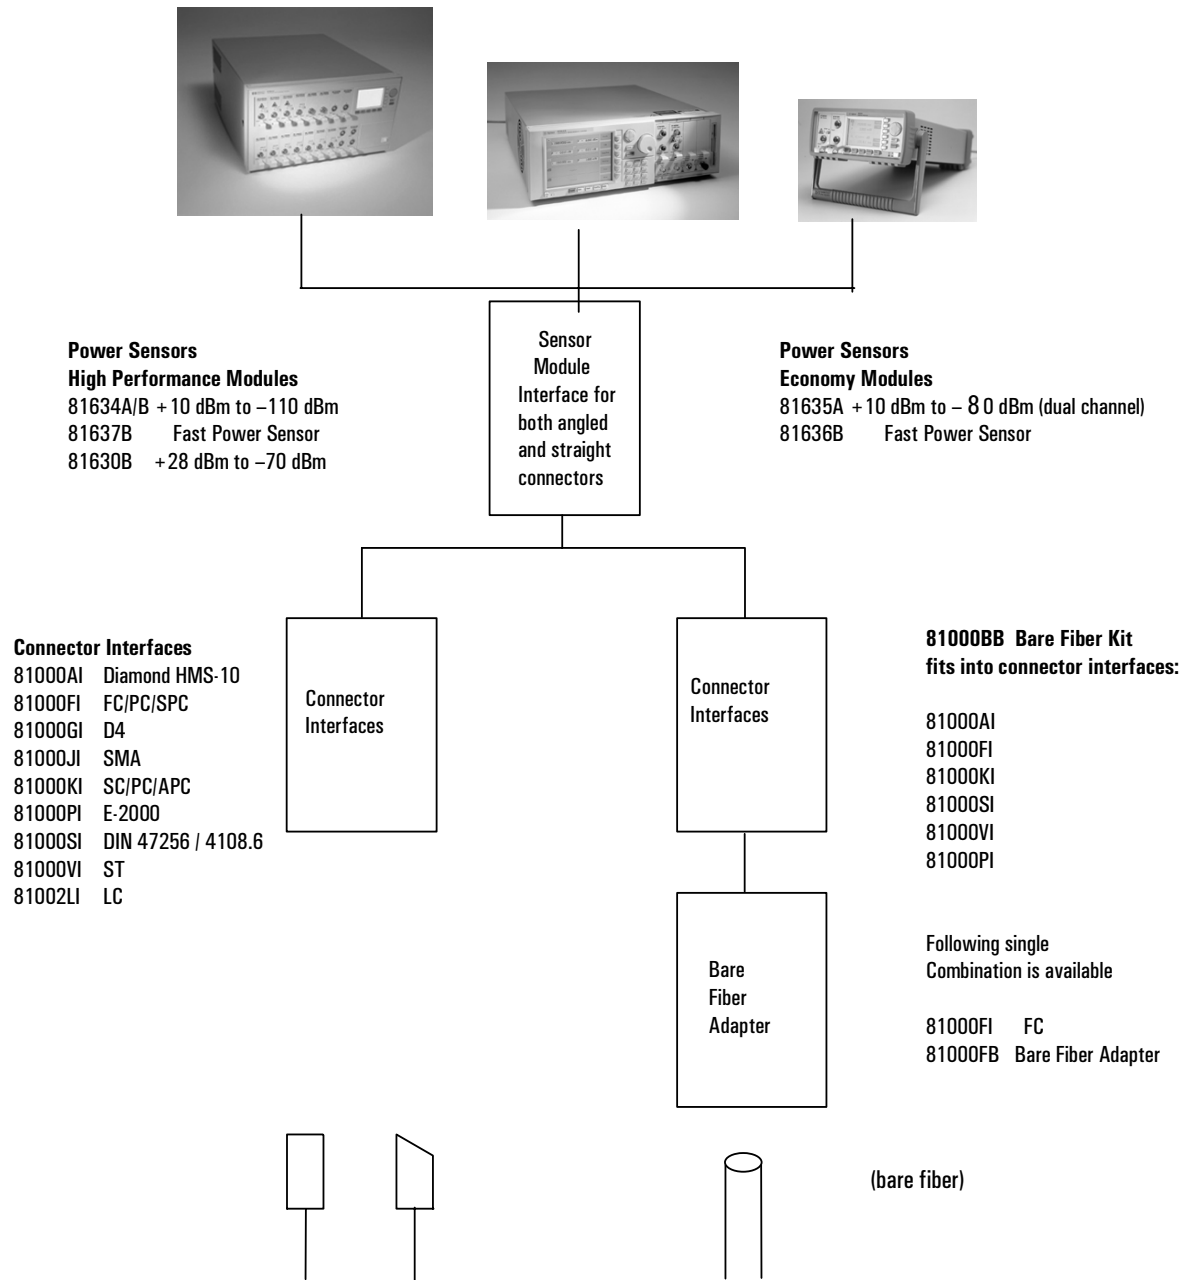 Power Sensors
High Performance Modules
81634A/B +10 dBm to –110 dBm
81637B Fast Power Sensor
81630B +28 dBm to –70 dBm
Sensor
Module
Interface for
both angled
and straight
connectors
Power Sensors
Economy Modules
81635A +10 dBm to – 80 dBm (dual channel)
81636B Fast Power Sensor
Connector Interfaces
81000AI Diamond HMS-10
81000FI FC/PC/SPC
81000GI D4
81000JI SMA
81000KI SC/PC/APC
81000PI E-2000
81000SI DIN 47256 / 4108.6
81000VI ST
81002LI LC
Connector
Interfaces
Connector
Interfaces
81000BB Bare Fiber Kit
fits into connector interfaces:
81000AI
81000FI
81000KI
81000SI
81000VI
81000PI
Bare
Fiber
Adapter
Following single
Combination is available
81000FI FC
81000FB Bare Fiber Adapter
(bare fiber)